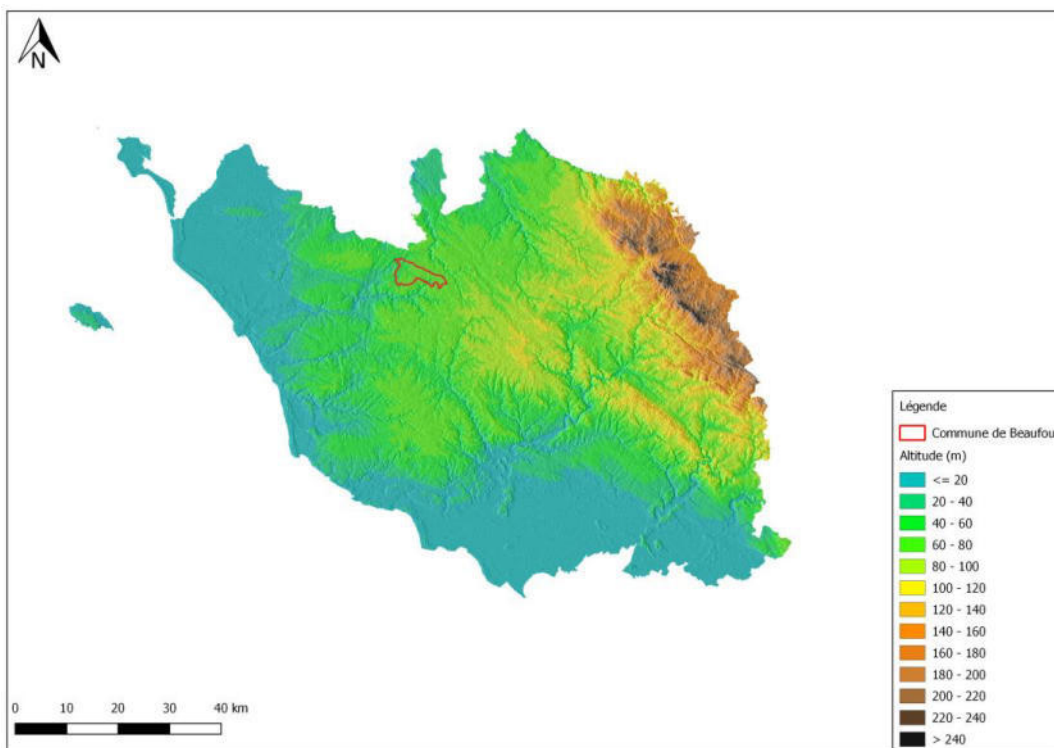 N
Légende
Commune de Beaufou
Altitude (m)
<= 20
20 - 40
40 - 60
60 - 80
80 - 100
100 - 120
120 - 140
140 - 160
160 - 180
180 - 200
200 - 220
220 - 240
> 240
0 10 20 30 40 km